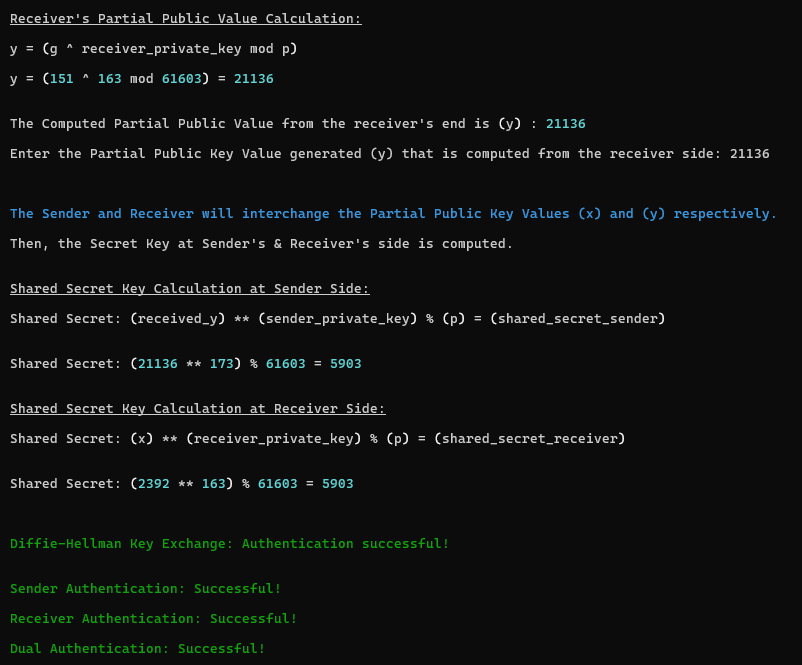 Receiver's Partial Public Value Calculation:
y = (g ^ receiver_private_key mod p)
y = (151 ^ 163 mod 61603) = 21136
The Computed Partial Public Value from the receiver's end is (y) : 21136
Enter the Partial Public Key Value generated (y) that is computed from the receiver side: 21136
The Sender and Receiver will interchange the Partial Public Key Values (x) and (y) respectively.
Then, the Secret Key at Sender's & Receiver's side is computed.
Shared Secret Key Calculation at Sender Side:
Shared Secret: (received_y) ** (sender_private_key) % (p) = (shared_secret_sender)
Shared Secret: (21136 ** 173) % 61603 = 5903
Shared Secret Key Calculation at Receiver Side:
Shared Secret: (x) ** (receiver_private_key) % (p) = (shared_secret_receiver)
Shared Secret: (2392 ** 163) % 61603 = 5903
Diffie-Hellman Key Exchange: Authentication successful!
Sender Authentication: Successful!
Receiver Authentication: Successful!
Dual Authentication: Successful!